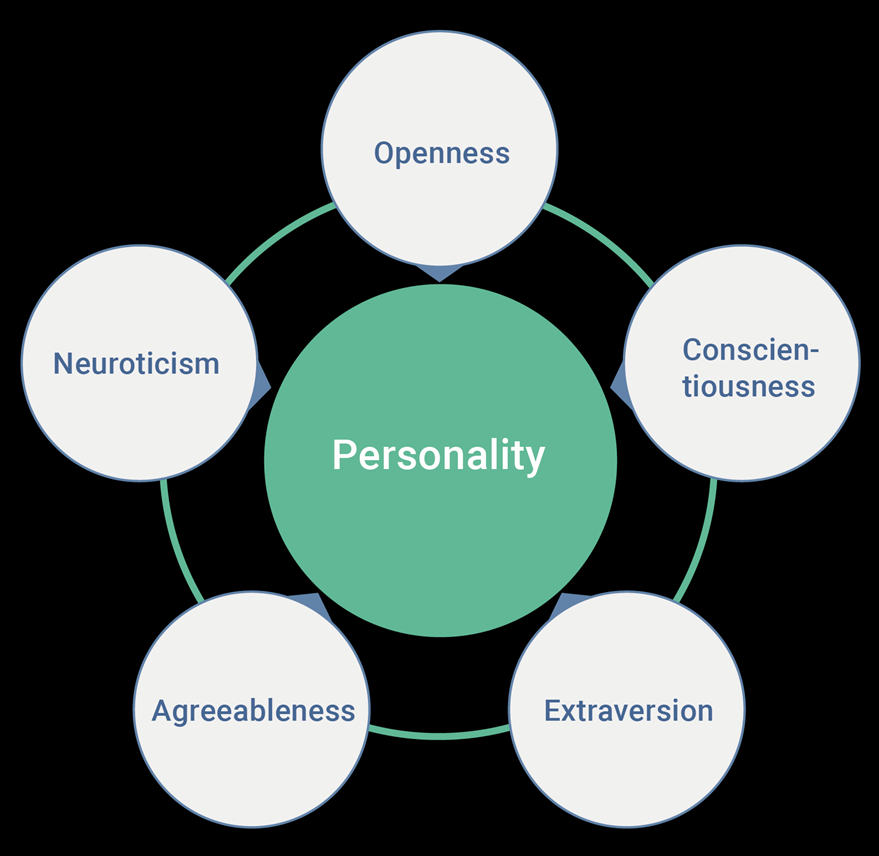 Openness
Conscien-
tiousness
Neuroticism
Personality
Agreeableness
Extraversion